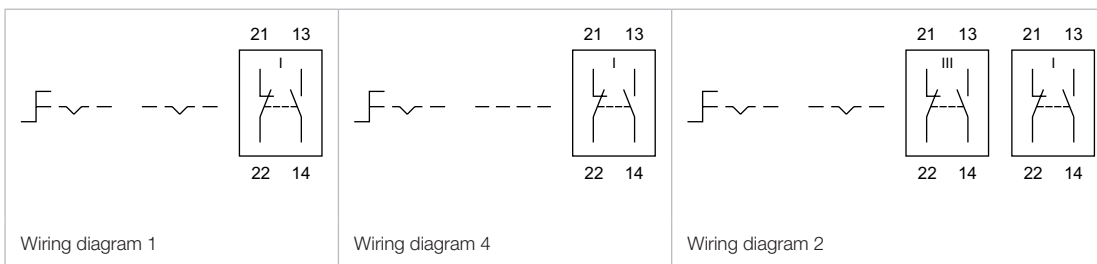 21 13
I
22 14
Wiring diagram 1
21 13
I
22 14
Wiring diagram 4
21 13
III
22 14
21 13
I
22 14
Wiring diagram 2